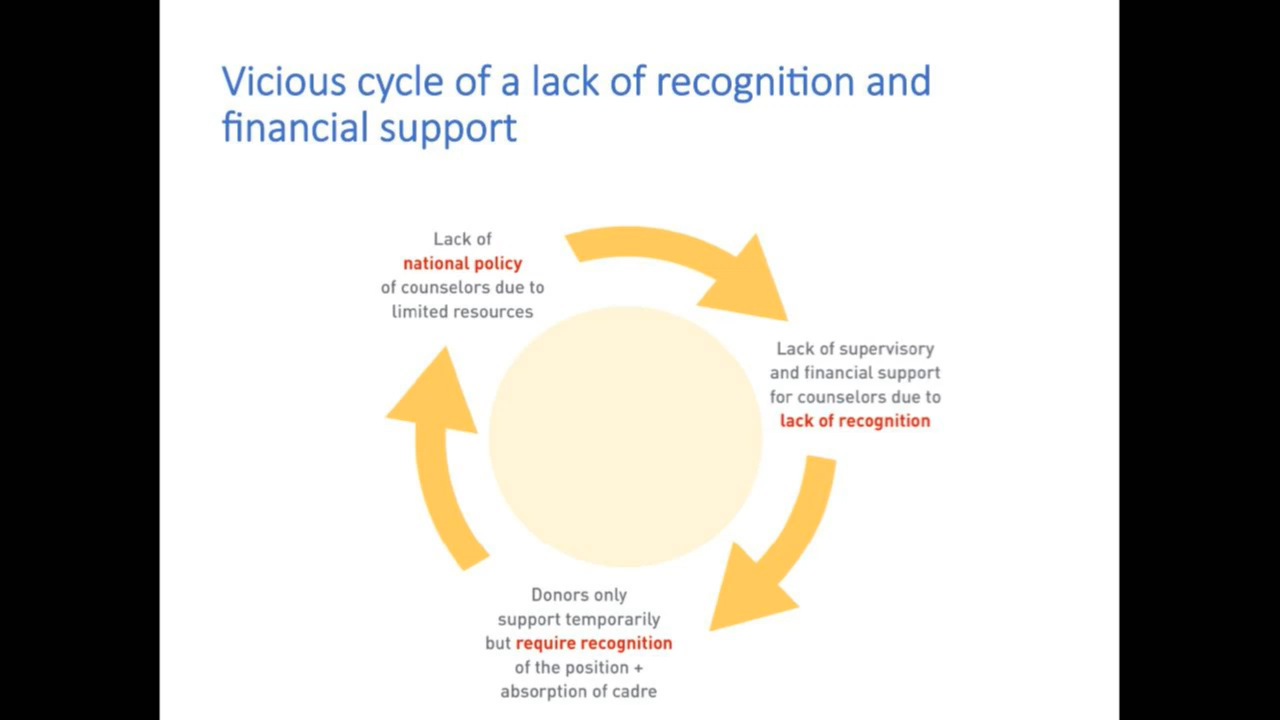 Vicious cycle of a lack of recognition and
financial support
Lack of
national policy
of counselors due to
limited resources
Lack of supervisory
and financial support
for counselors due to
lack of recognition
Donors only
support temporarily
but require recognition
of the position +
absorption of cadre